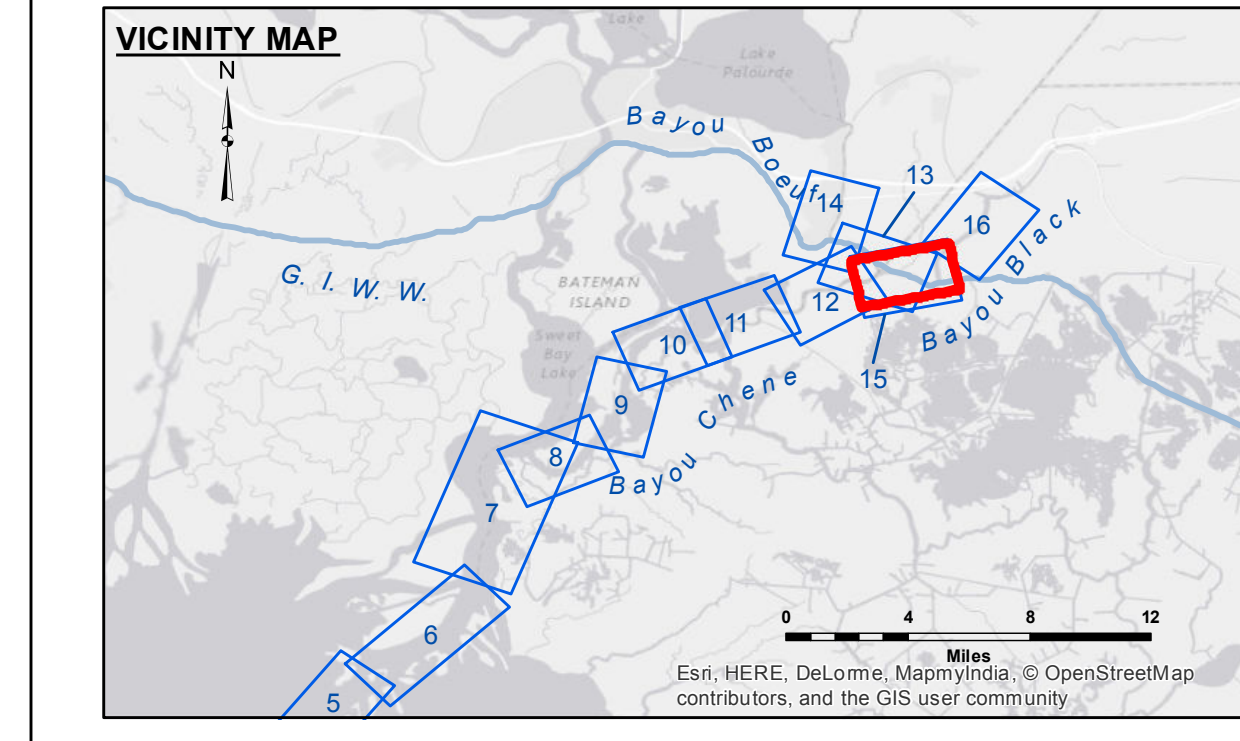 VICINITY MAP
N
Lake
Lake
Palourde
Bayou
Boeuf
13
14
16
Bayou Black
G. I. W. W.
BATEMAN
ISLAND
12
11
10
Sweet
Bay
Lake
15
9
Bayou Chene
8
7
6
5
0 4 8 12
Miles
Esri, HERE, DeLorme, MapmyIndia, © OpenStreetMap
contributors, and the GIS user community